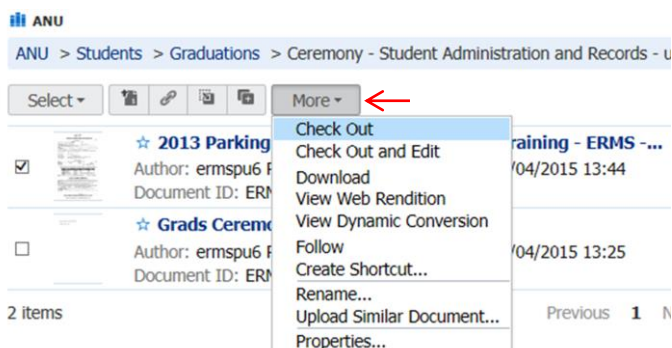 ANU
ANU > Students > Graduations > Ceremony - Student Administration and Records - u
Select More
Check Out
Check Out and Edit
Download
View Web Rendition
View Dynamic Conversion
Follow
Create Shortcut...
Rename...
Upload Similar Document...
Properties...
2013 Parking raining - ERMS -...
Author: ermspu6 /04/2015 13:44
Document ID: ERM
Grads Ceremo
Author: ermspu6 /04/2015 13:25
Document ID: ERM
2 items Previous 1 N